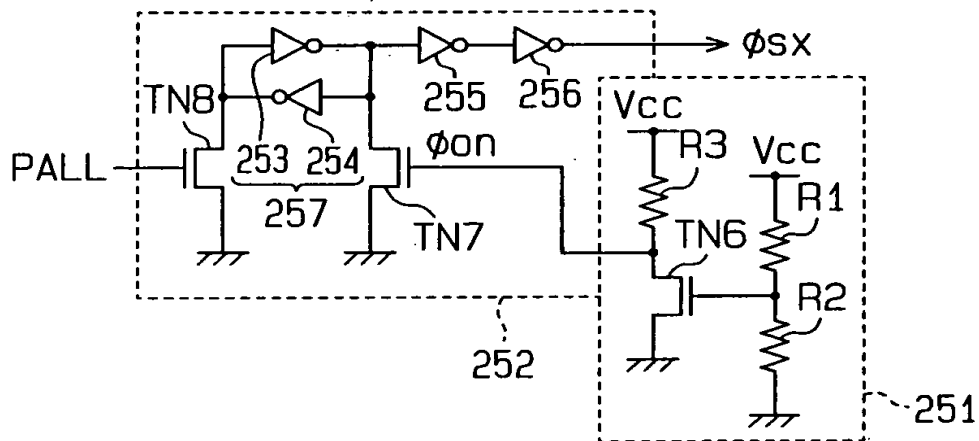 φsx
255
256
TN8
253
254
φon
PALL
257
TN7
Vcc
R3
Vcc
R1
TN6
R2
252
251